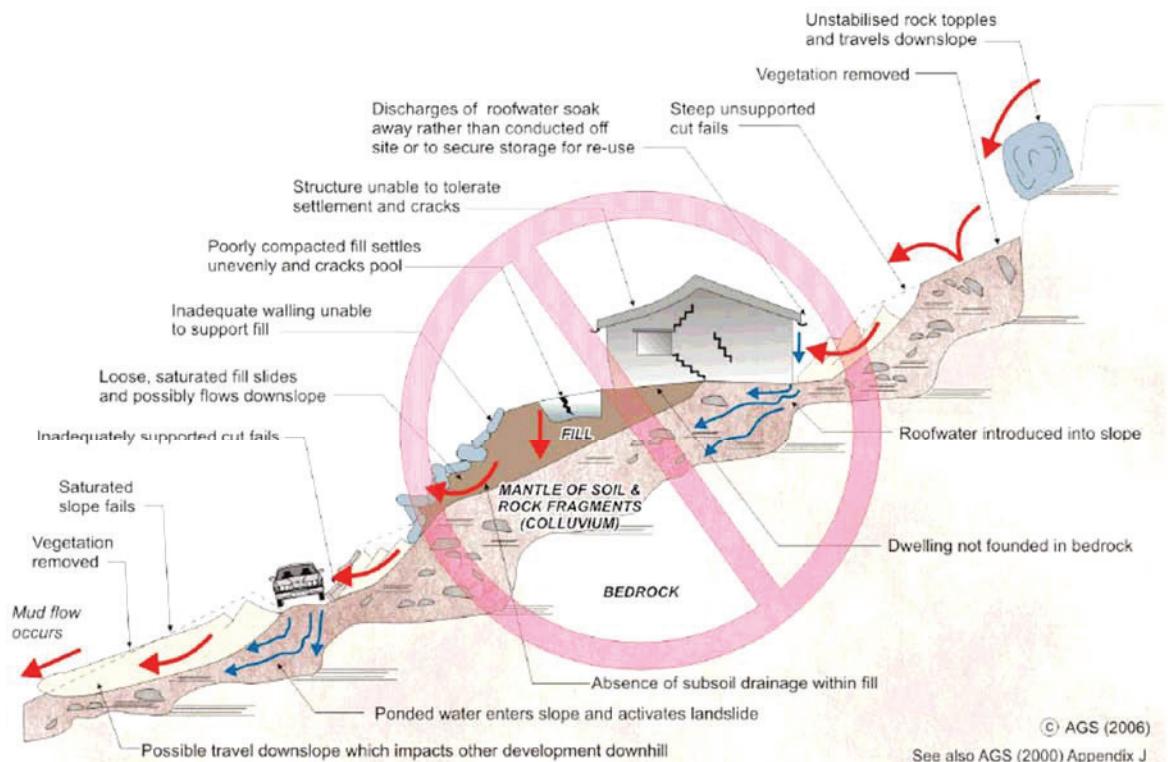 Unstabilised rock topples
and travels downslope
Vegetation removed
Steep unsupported
cut fails
Discharges of roofwater soak
away rather than conducted off
site or to secure storage for re-use
Structure unable to tolerate
settlement and cracks
Poorly compacted fill settles
unevenly and cracks pool
Inadequate walling unable
to support fill
Loose, saturated fill slides
and possibly flows downslope
Inadequately supported cut fails
Saturated
slope fails
Vegetation
removed
Mud flow
occurs
FILL
MANTLE OF SOIL &
ROCK FRAGMENTS
(COLLUVIUM)
BEDROCK
Roofwater introduced into slope
Dwelling not founded in bedrock
Absence of subsoil drainage within fill
Ponded water enters slope and activates landslide
Possible travel downslope which impacts other development downhill
© AGS (2006)
See also AGS (2000) Appendix J